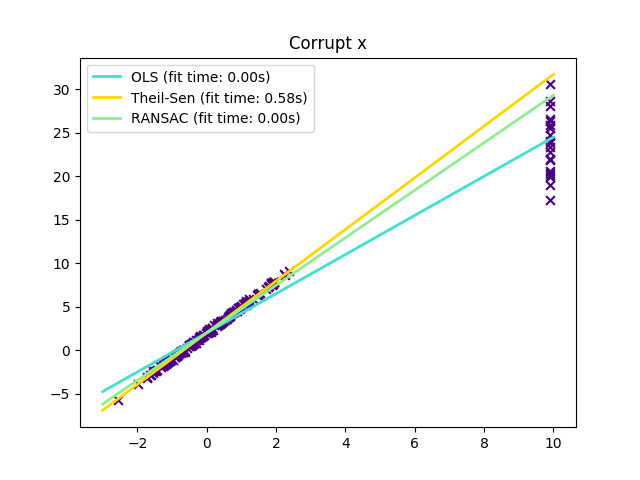 Corrupt x
OLS (fit time: 0.00s)
Theil-Sen (fit time: 0.58s)
RANSAC (fit time: 0.00s)
30
25
20
15
10
5
0
−5
−2 0 2 4 6 8 10